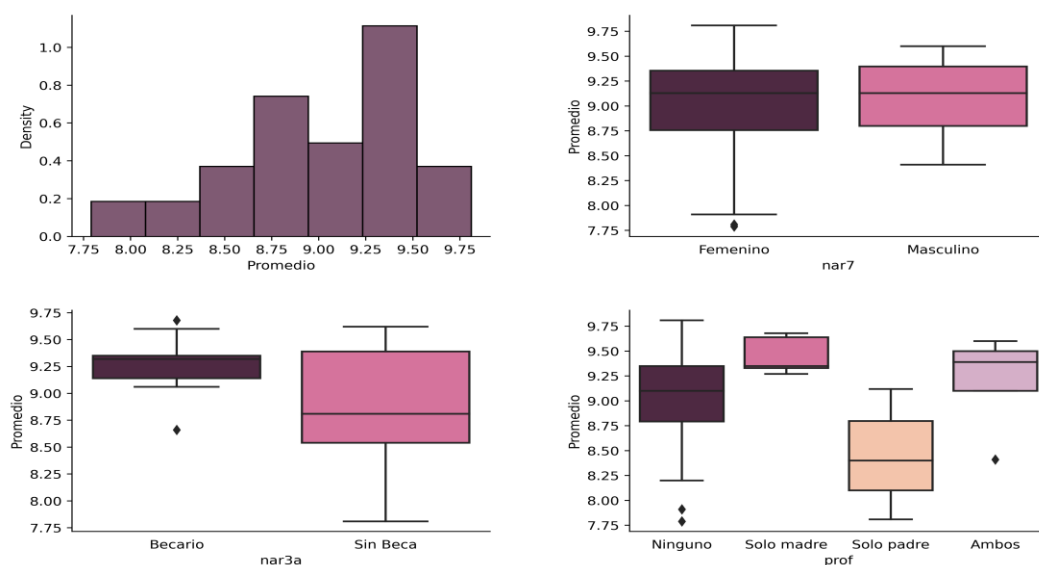 1.0
0.8
0.6
0.4
0.2
0.0
Density
7.75 8.00 8.25 8.50 8.75 9.00 9.25 9.50 9.75
Promedio
9.75
9.50
9.25
9.00
8.75
8.50
8.25
8.00
7.75
Promedio
Femenino Masculino
nar7
9.75
9.50
9.25
9.00
8.75
8.50
8.25
8.00
7.75
Promedio
Becario Sin Beca
nar3a
9.75
9.50
9.25
9.00
8.75
8.50
8.25
8.00
7.75
Promedio
Ninguno Solo madre Solo padre Ambos
prof